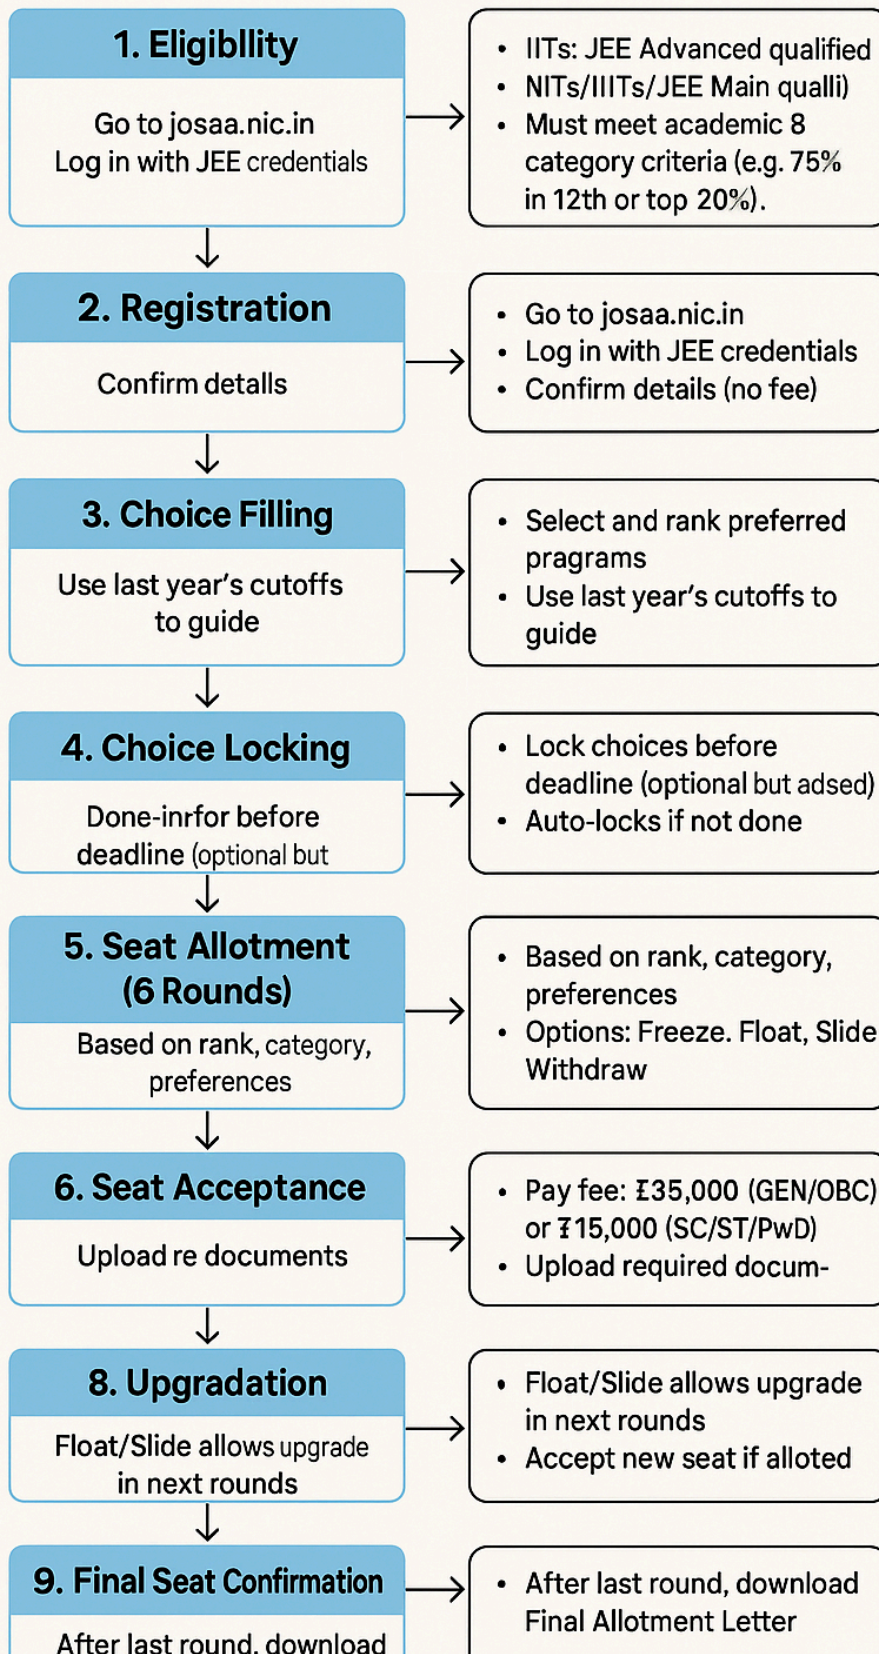 1. Eligibllity
Go to josaa.nic.in
Log in with JEE credentials
• IITs: JEE Advanced qualified
• NITs/IIITs/JEE Main qualli)
• Must meet academic 8
category criteria (e.g. 75%
in 12th or top 20%).
2. Registration
Confirm detalls
• Go to josaa.nic.in
• Log in with JEE credentials
• Confirm details (no fee)
3. Choice Filling
Use last year's cutoffs
to guide
• Select and rank preferred
pragrams
• Use last year's cutoffs to
guide
4. Choice Locking
Done-inrfor before
deadline (optional but
• Lock choices before
deadline (optional but adsed)
• Auto-locks if not done
5. Seat Allotment
(6 Rounds)
Based on rank, category,
preferences
• Based on rank, category,
preferences
• Options: Freeze. Float, Slide
Withdraw
6. Seat Acceptance
Upload re documents
• Pay fee: ₹35,000 (GEN/OBC)
or ₹15,000 (SC/ST/PwD)
• Upload required docum-
8. Upgradation
Float/Slide allows upgrade
in next rounds
• Float/Slide allows upgrade
in next rounds
• Accept new seat if alloted
9. Final Seat Confirmation
After last round, download
• After last round, download
Final Allotment Letter